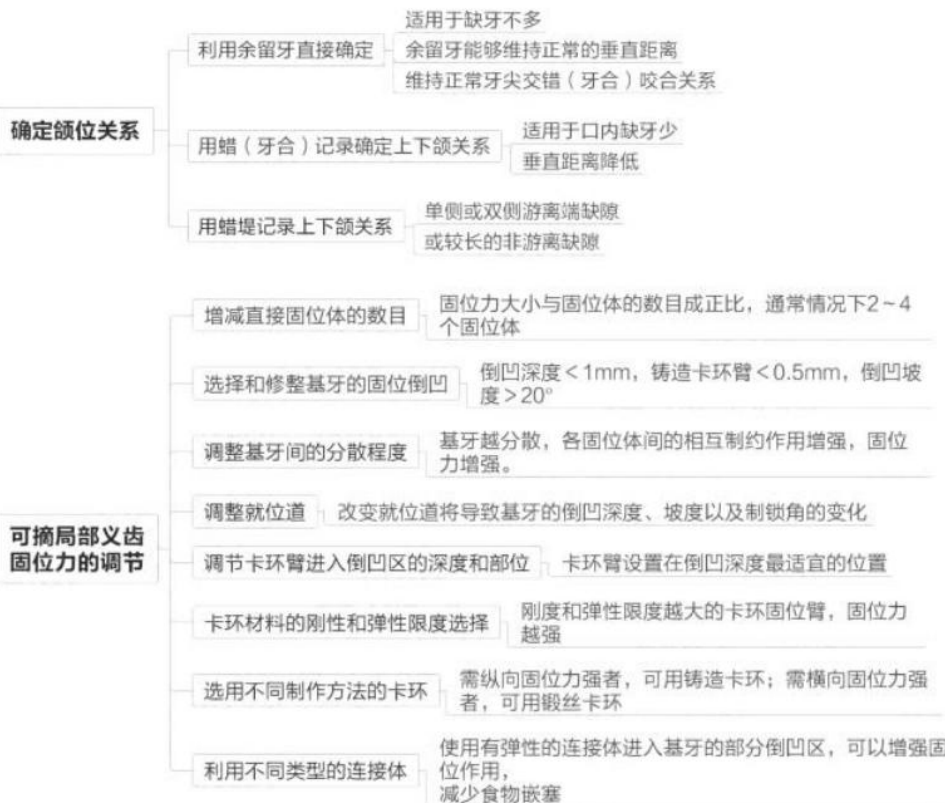 确定颌位关系
利用余留牙直接确定
适用于缺牙不多
余留牙能够维持正常的垂直距离
维持正常牙尖交错（牙合）咬合关系
用蜡（牙合）记录确定上下颌关系
适用于口内缺牙少
垂直距离降低
用蜡堤记录上下颌关系
单侧或双侧游离端缺隙
或较长的非游离缺隙
可摘局部义齿
固位力的调节
增减直接固位体的数目
固位力大小与固位体的数目成正比，通常情况下2～4
个固位体
选择和修整基牙的固位倒凹
倒凹深度＜1mm，铸造卡环臂＜0.5mm，倒凹坡
度＞20°
调整基牙间的分散程度
基牙越分散，各固位体间的相互制约作用增强，固位
力增强。
调整就位道
改变就位道将导致基牙的倒凹深度、坡度以及制锁角的变化
调节卡环臂进入倒凹区的深度和部位
卡环臂设置在倒凹深度最适宜的位置
卡环材料的刚性和弹性限度选择
刚度和弹性限度越大的卡环固位臂，固位力
越强
选用不同制作方法的卡环
需纵向固位力强者，可用铸造卡环；需横向固位力强
者，可用锻丝卡环
利用不同类型的连接体
使用有弹性的连接体进入基牙的部分倒凹区，可以增强固
位作用，
减少食物嵌塞